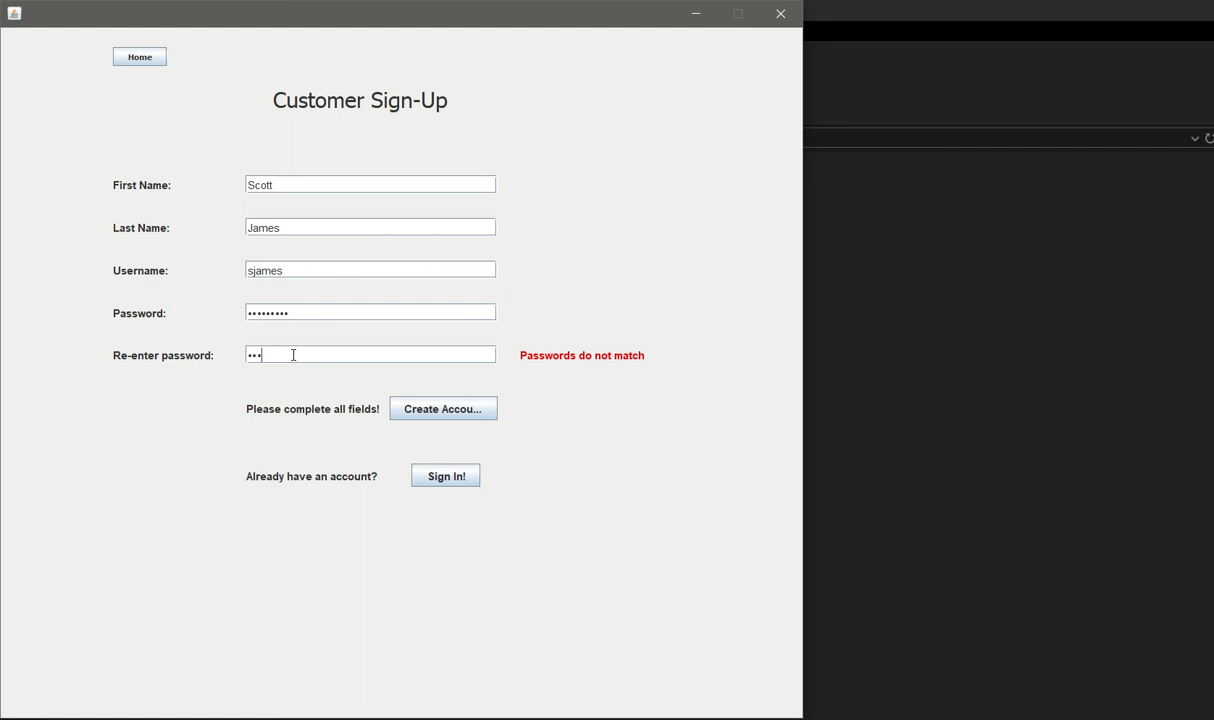 Home
Customer Sign-Up
First Name: Scott
Last Name: James
Username: sjames
Password: •••••••••
Re-enter password: ••• Passwords do not match
Please complete all fields! Create Accou...
Already have an account? Sign In!